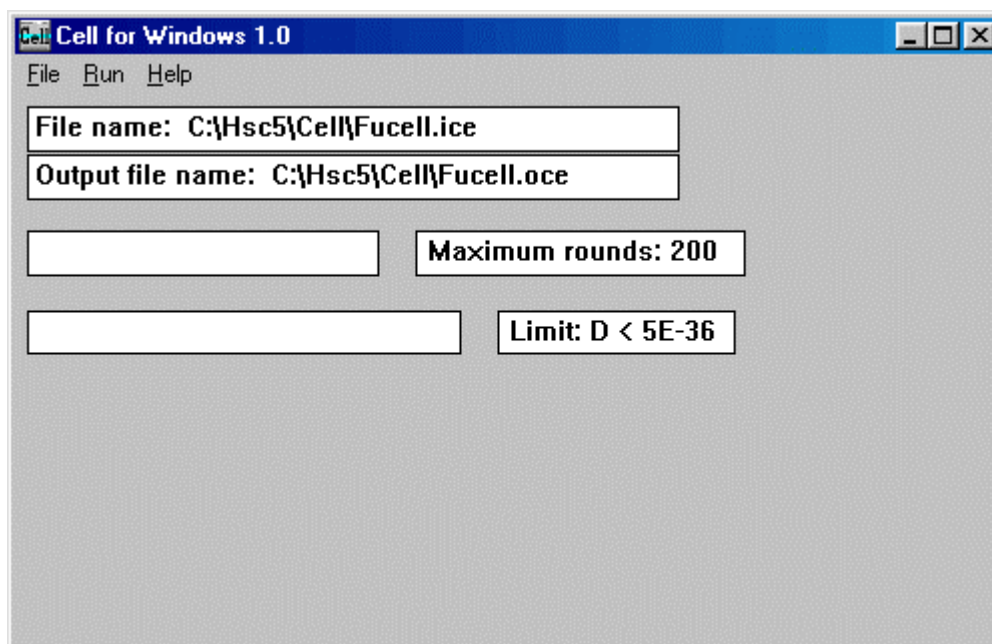 Cell Cell for Windows 1.0
File Run Help
File name: C:\Hsc5\Cell\Fucell.ice
Output file name: C:\Hsc5\Cell\Fucell.oce
Maximum rounds: 200
Limit: D < 5E-36